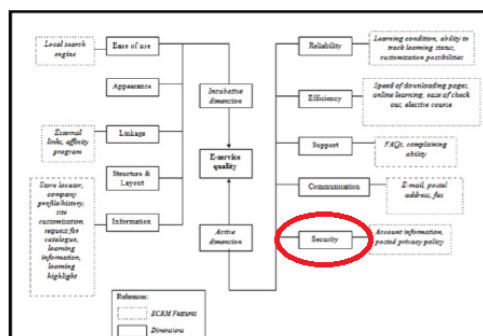 Local search
engine
Ease of use
Appearance
External
links, affinity
program
Linkage
Structure &
Layout
Store locator,
company
profile/history,
site
customisation,
request for
catalogue,
learning
information,
learning
highlight
Information
Incubative
dimension
E-service
quality
Active
dimension
Reliability
Learning condition, ability to
track learning status,
customization possibilities
Efficiency
Speed of downloading pages,
online learning, ease of check
out, elective course
Support
FAQs, complaining
ability
Communication
E-mail, postal
address, fax
Security
Account information,
posted privacy policy
References:
ECRM Features
Dimensions